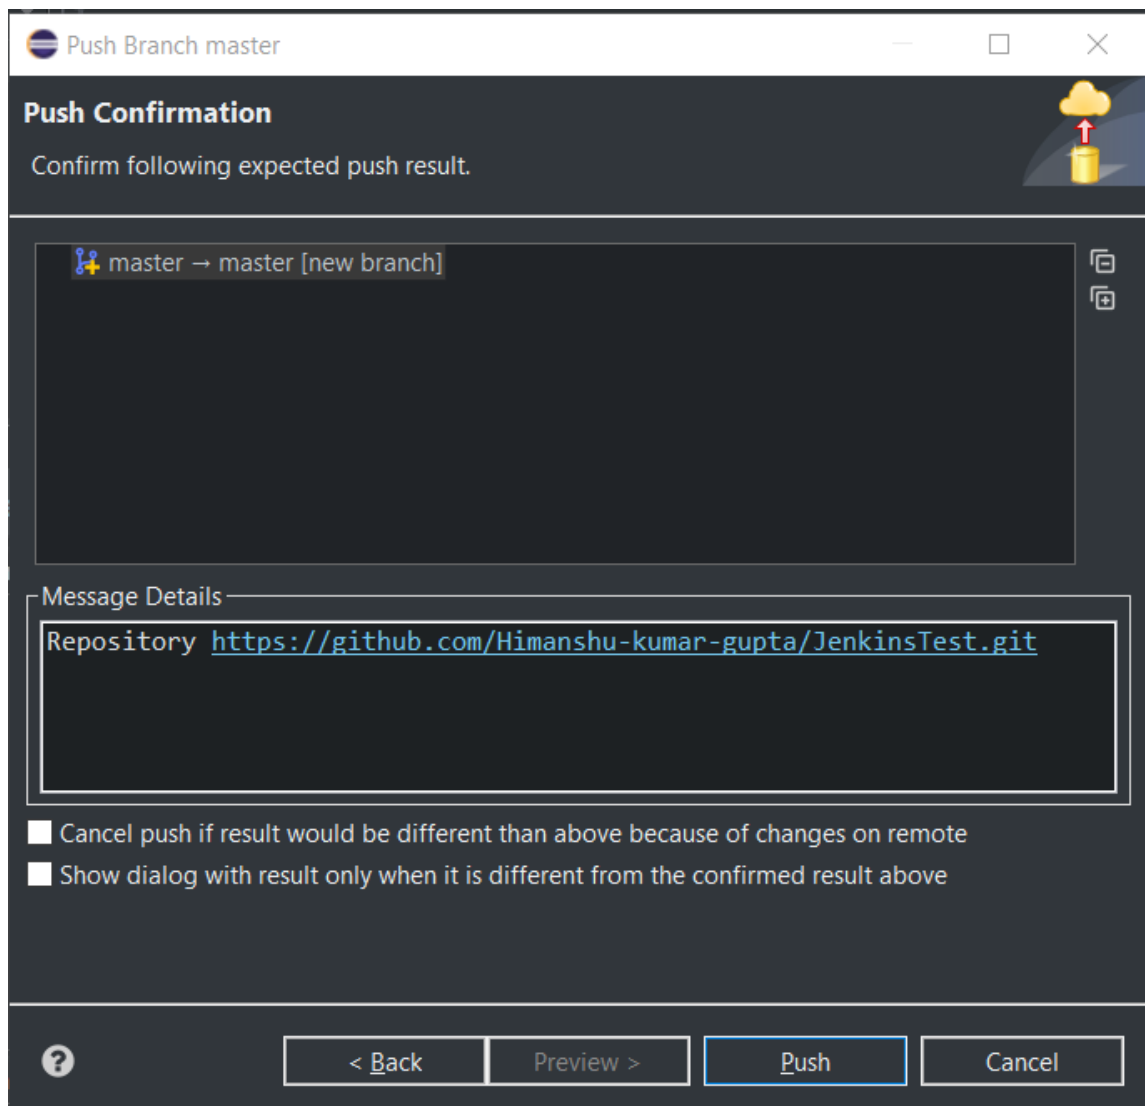 Push Branch master
Push Confirmation
Confirm following expected push result.
master → master [new branch]
Message Details
Repository https://github.com/Himanshu-kumar-gupta/JenkinsTest.git
Cancel push if result would be different than above because of changes on remote
Show dialog with result only when it is different from the confirmed result above
< Back Preview > Push Cancel